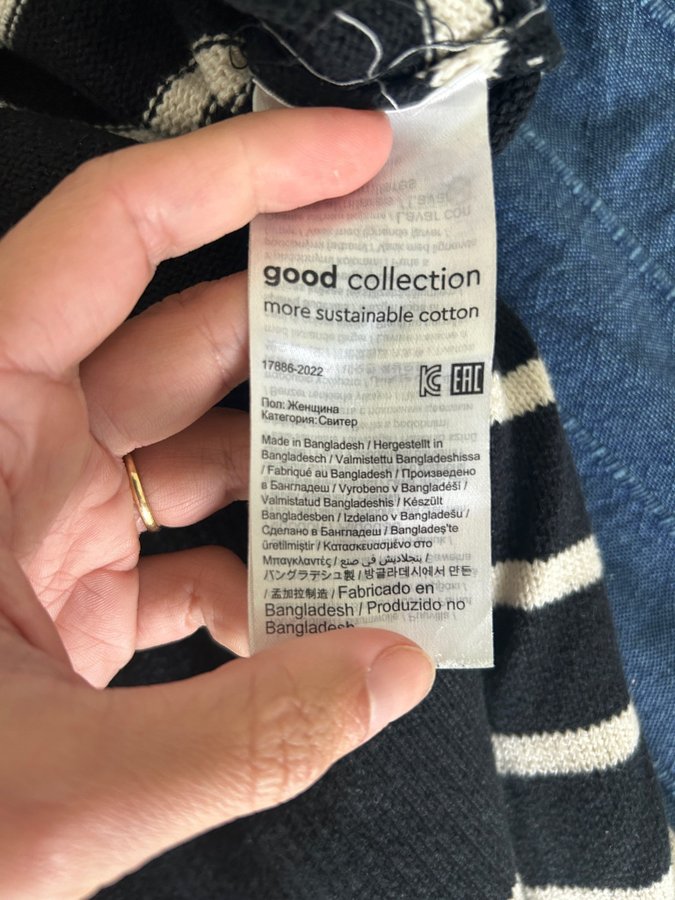 good collection
more sustainable cotton
17886-2022
EAC
Пол: Женщина
Категория: Свитер
Made in Bangladesh / Hergestellt in
Bangladesch / Valmistettu Bangladeshissa
/ Fabriqué au Bangladesh / Произведено
в Бангладеш / Vyrobeno v Bangladéši /
Valmistatud Bangladeshis / Készült
Bangladesben / Izdelano v Bangladešu /
Сделано в Бангладеш / Bangladeş'te
üretilmiştir / Κατασκευασμένο στο
Μπαγκλαντές / بنجلاديش في صنع /
バングラデシュ製 / 방글라데시에서 만든
/ 孟加拉制造 / Fabricado en
Bangladesh / Produzido no
Bangladesh